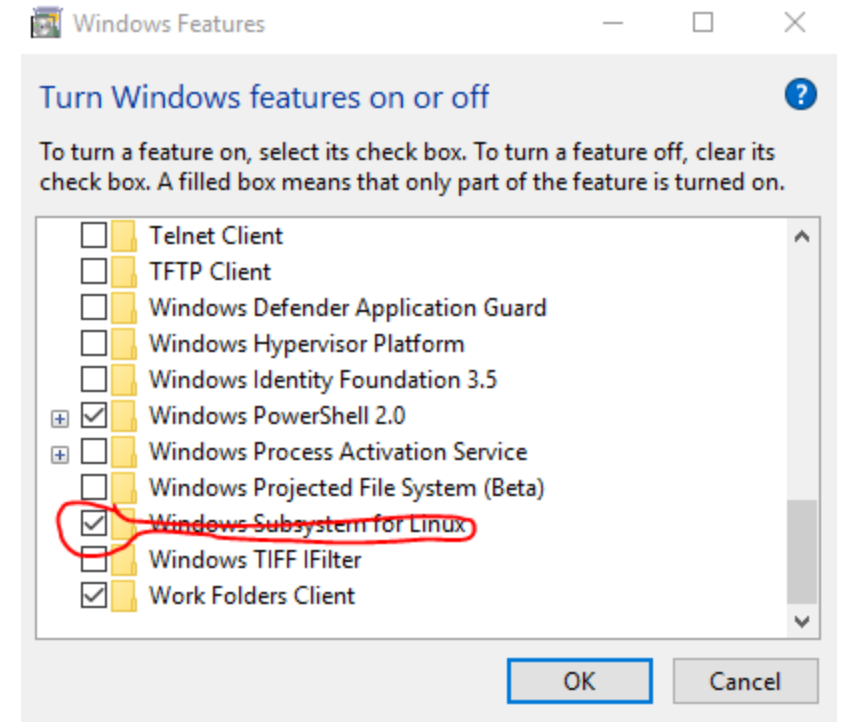 Windows Features
Turn Windows features on or off
To turn a feature on, select its check box. To turn a feature off, clear its
check box. A filled box means that only part of the feature is turned on.
Telnet Client
TFTP Client
Windows Defender Application Guard
Windows Hypervisor Platform
Windows Identity Foundation 3.5
Windows PowerShell 2.0
Windows Process Activation Service
Windows Projected File System (Beta)
Windows Subsystem for Linux
Windows TIFF IFilter
Work Folders Client
OK
Cancel